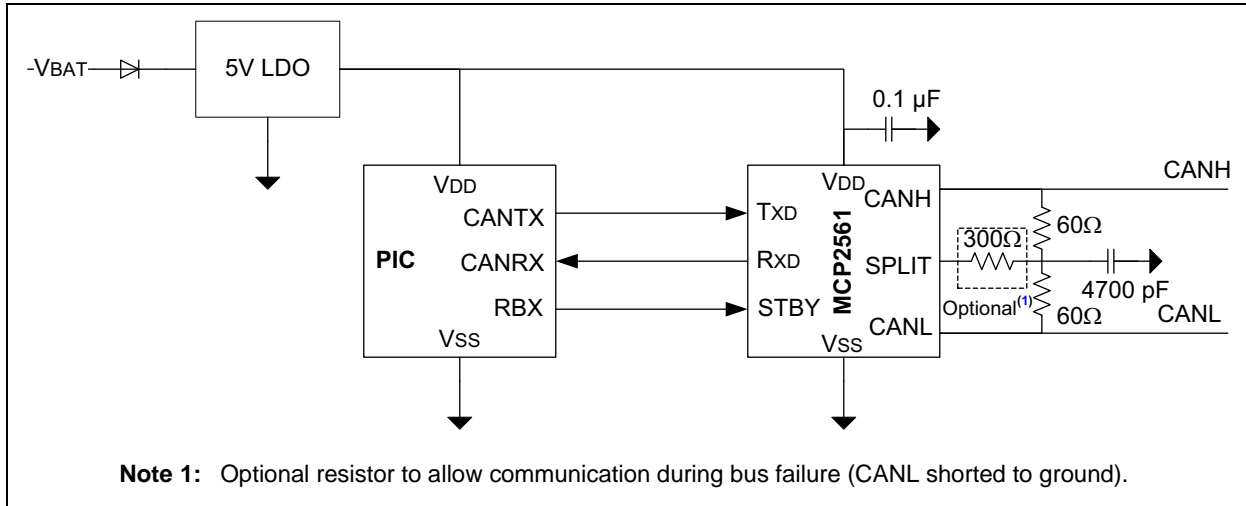 VBAT
5V LDO
0.1 µF
VDD
CANTX
PIC
CANRX
RBX
VSS
VDD
TXD
RXD
STBY
VSS
MCP2561
CANH
SPLIT
CANL
CANH
60Ω
300Ω
Optional(1)
4700 pF
60Ω
CANL
Note 1: Optional resistor to allow communication during bus failure (CANL shorted to ground).